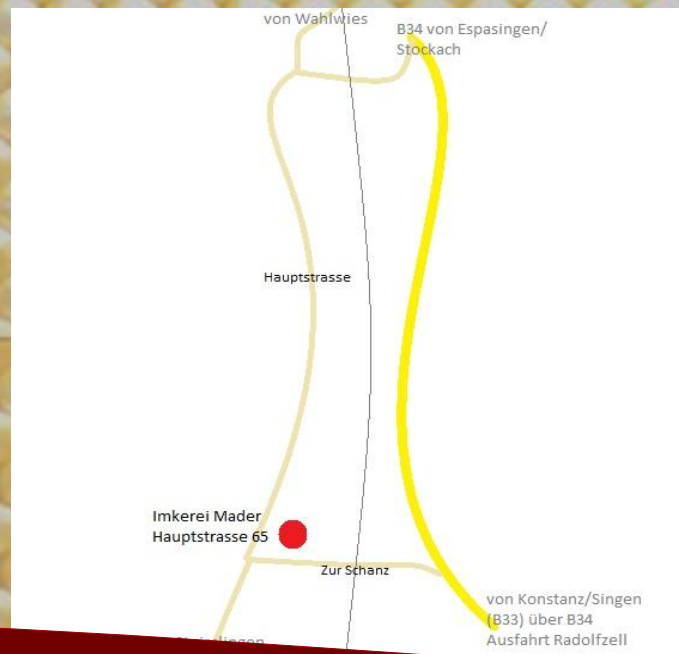 von Wahlwies
B34 von Espasingen/
Stockach
Hauptstrasse
Imkerei Mader
Hauptstrasse 65
Zur Schanz
von Konstanz/Singen
(B33) über B34
Ausfahrt Radolfzell